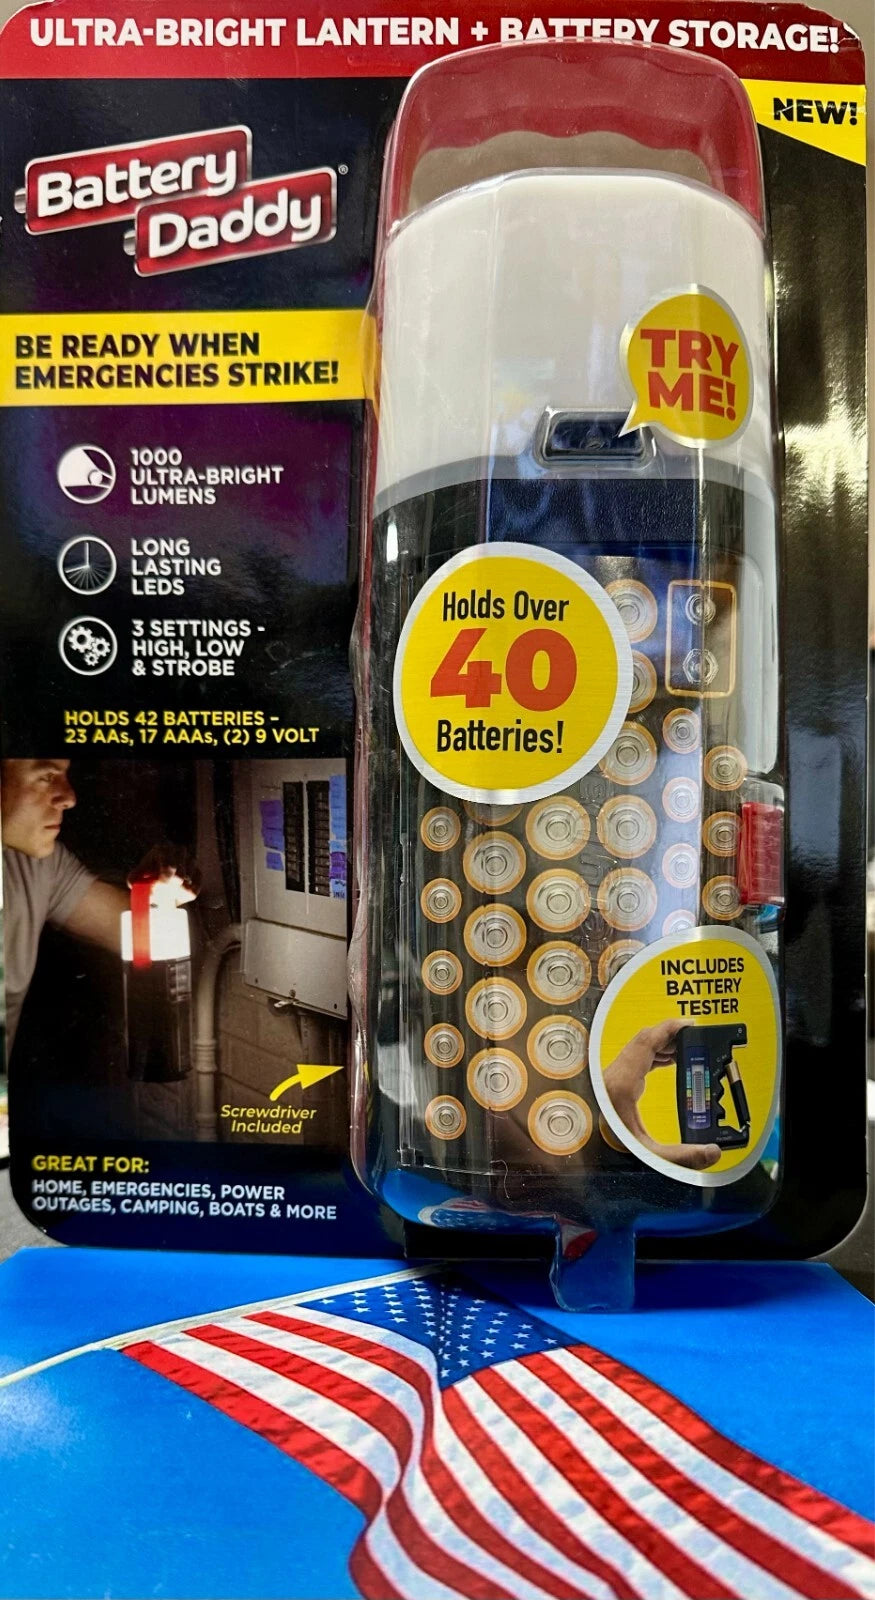 ULTRA-BRIGHT LANTERN + BATTERY STORAGE!
NEW!
Battery
Daddy®
BE READY WHEN
EMERGENCIES STRIKE!
TRY
ME!
1000
ULTRA-BRIGHT
LUMENS
LONG
LASTING
LEDS
3 SETTINGS -
HIGH, LOW
& STROBE
HOLDS 42 BATTERIES –
23 AAs, 17 AAAs, (2) 9 VOLT
Holds Over
40
Batteries!
INCLUDES
BATTERY
TESTER
Screwdriver
Included
GREAT FOR:
HOME, EMERGENCIES, POWER
OUTAGES, CAMPING, BOATS & MORE